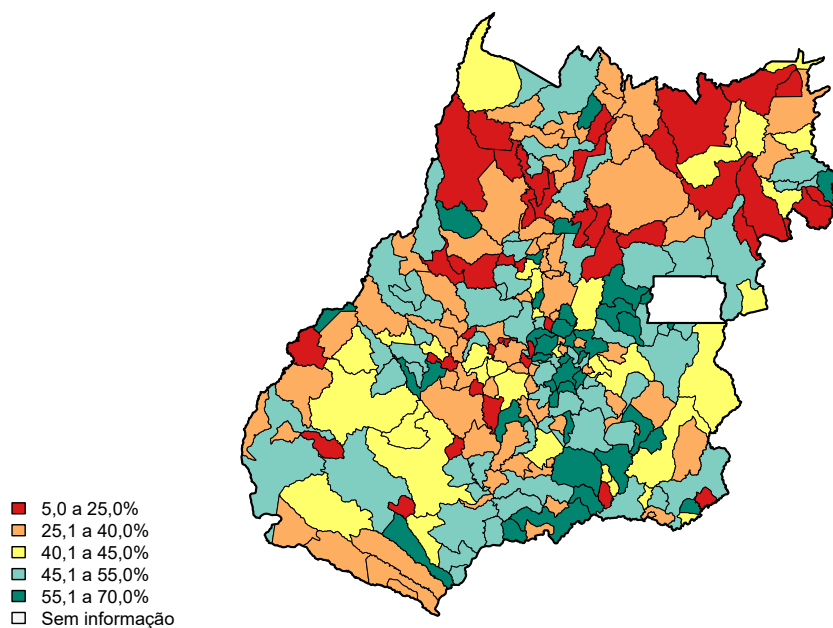 5,0 a 25,0%
25,1 a 40,0%
40,1 a 45,0%
45,1 a 55,0%
55,1 a 70,0%
Sem informação